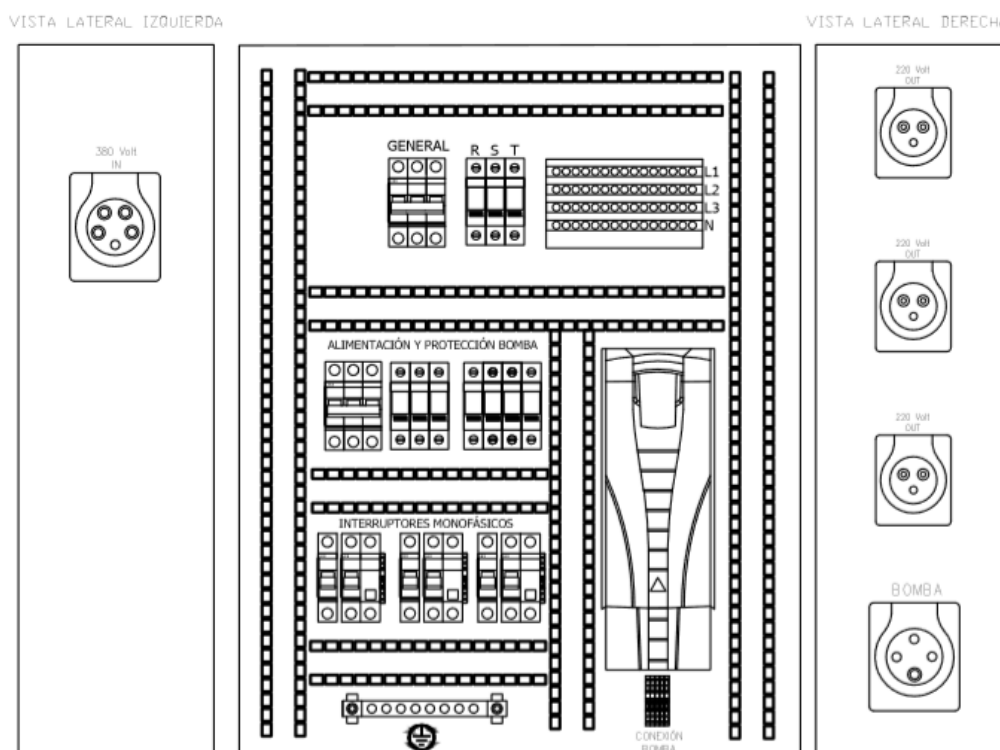 VISTA LATERAL IZQUIERDA
VISTA LATERAL DERECHA
380 Volt
IN
GENERAL
R S T
L1
L2
L3
N
220 Volt
OUT
220 Volt
OUT
ALIMENTACIÓN Y PROTECCIÓN BOMBA
220 Volt
OUT
INTERRUPTORES MONOFÁSICOS
BOMBA
CONEXIÓN
BOMBA